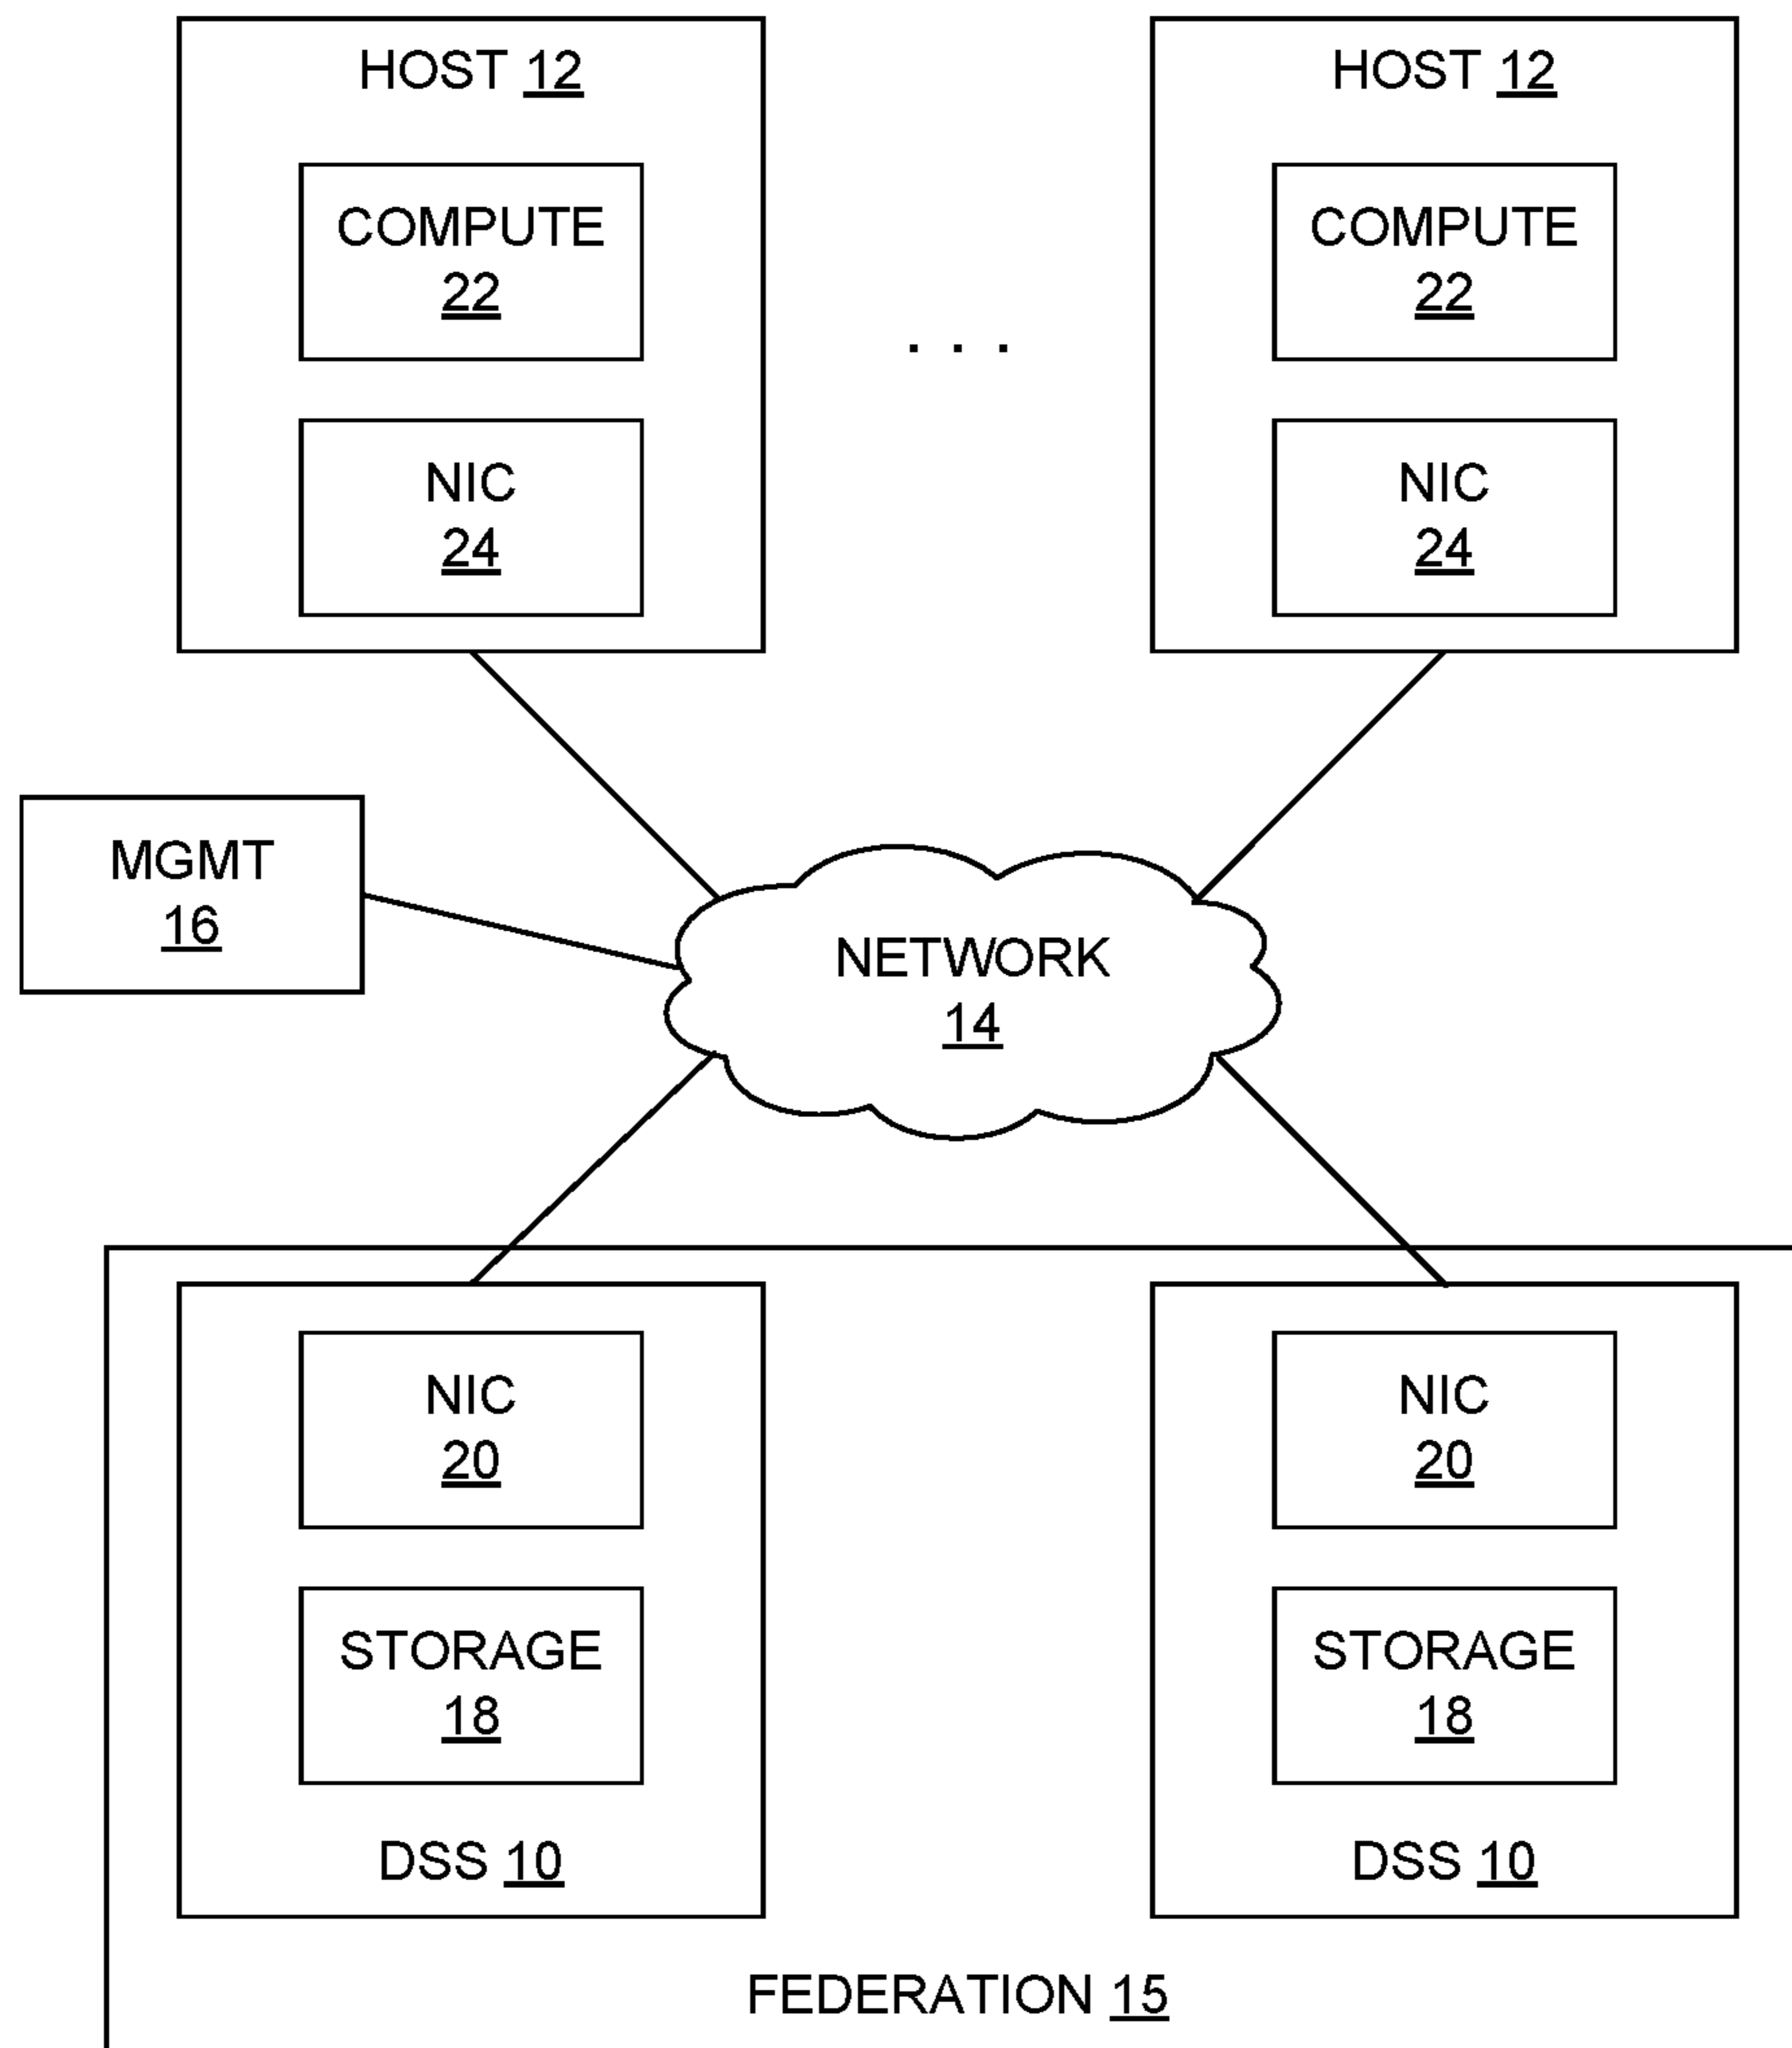 HOST 12
COMPUTE
22
NIC
24
. . .
HOST 12
COMPUTE
22
NIC
24
MGMT
16
NETWORK
14
NIC
20
STORAGE
18
DSS 10
NIC
20
STORAGE
18
DSS 10
FEDERATION 15